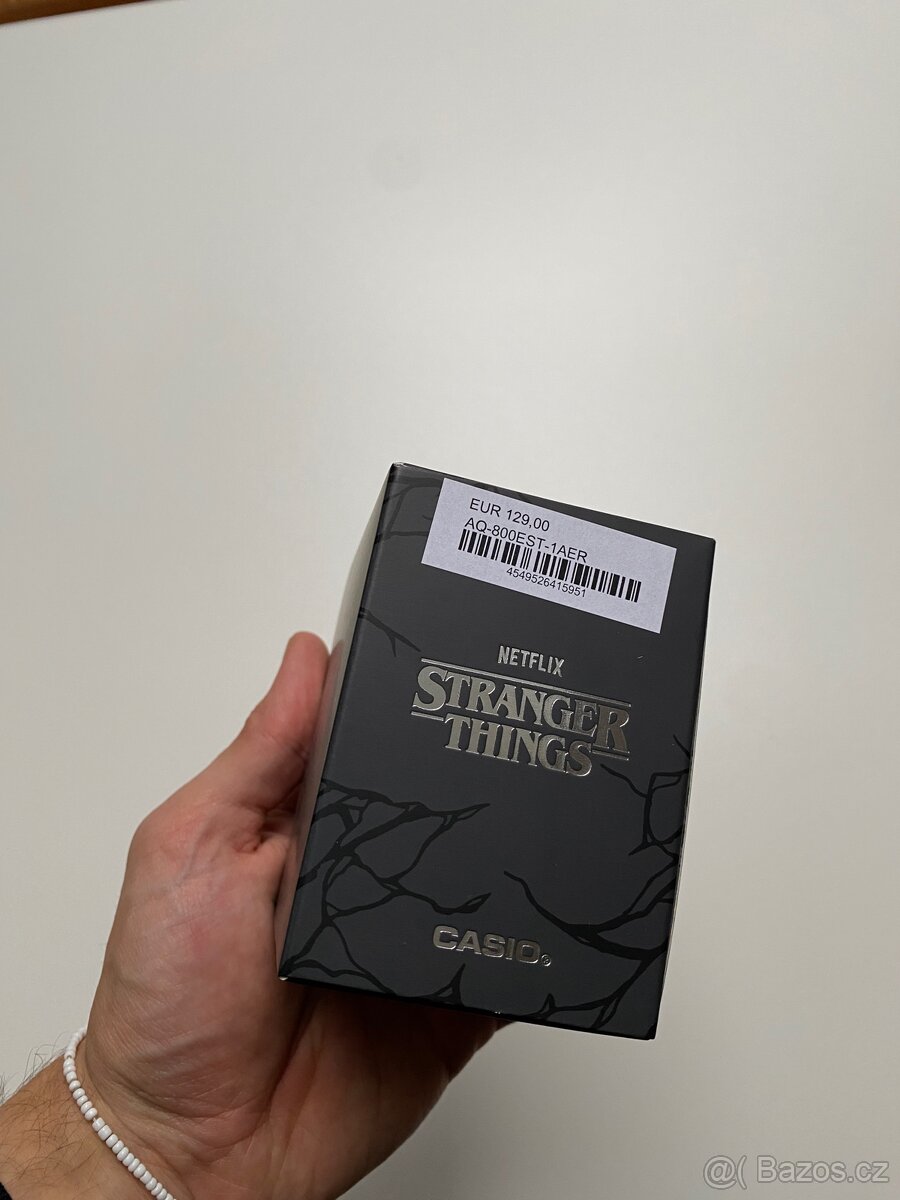 EUR 129,00
AQ-800EST-1AER
4549526415951
NETFLIX
STRANGER
THINGS
CASIO®
@( Bazos.cz